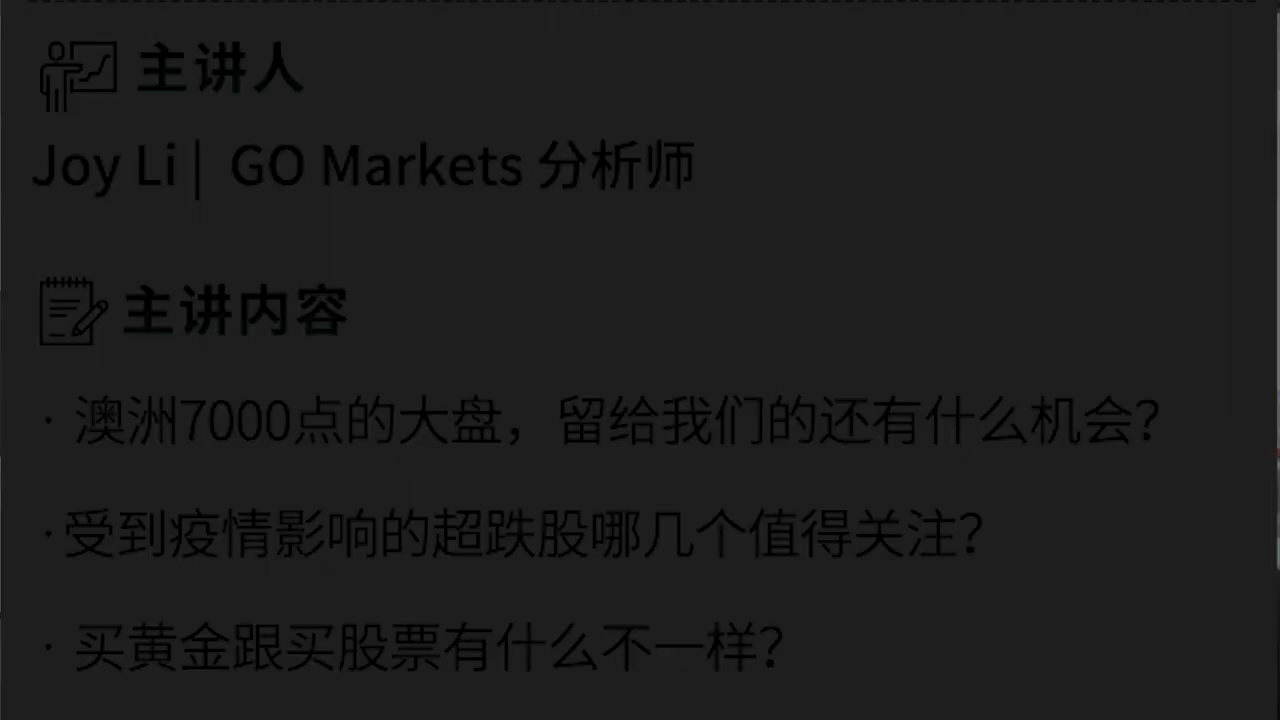 主讲人
Joy Li | GO Markets 分析师
主讲内容
· 澳洲7000点的大盘，留给我们的还有什么机会？
· 受到疫情影响的超跌股哪几个值得关注？
· 买黄金跟买股票有什么不一样？